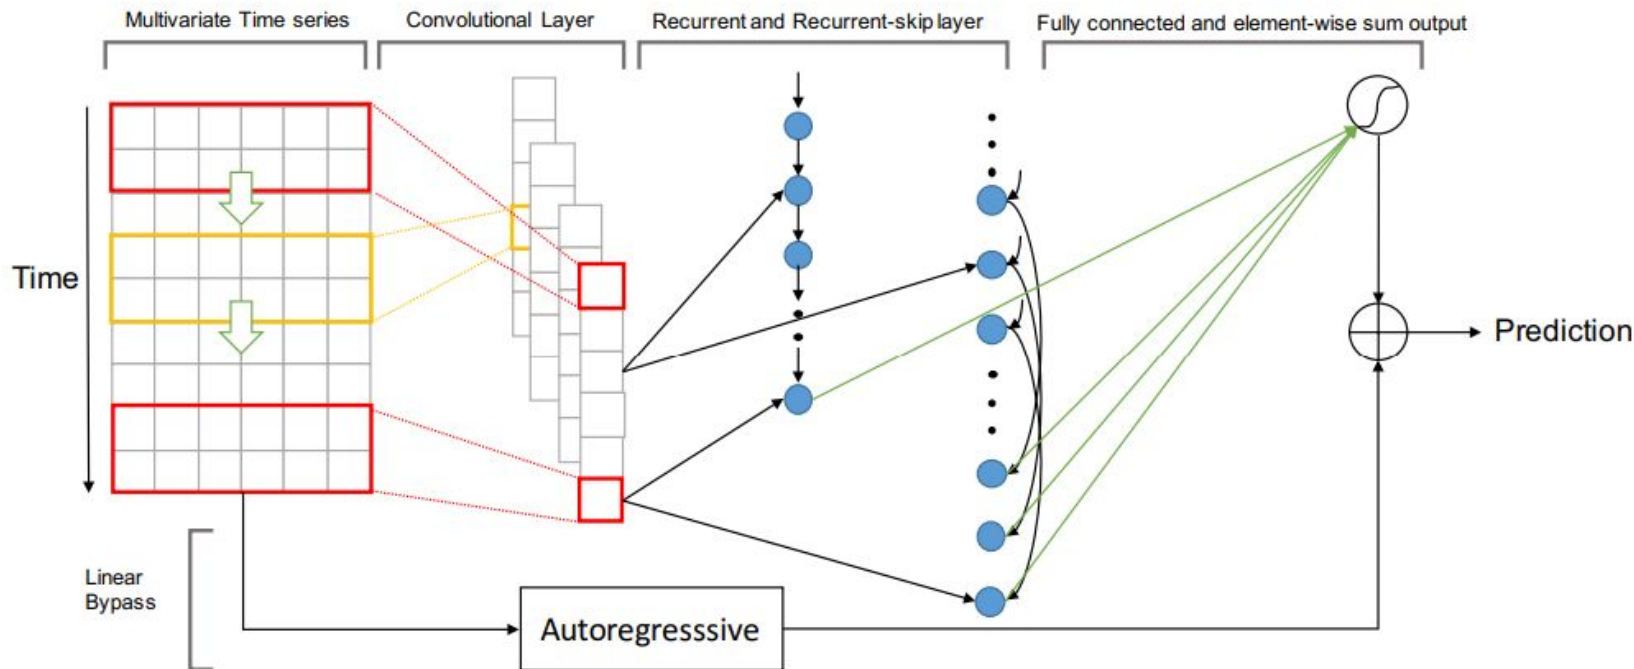 Multivariate Time series
Convolutional Layer
Recurrent and Recurrent-skip layer
Fully connected and element-wise sum output
Time
Prediction
Linear
Bypass
Autoregresssive